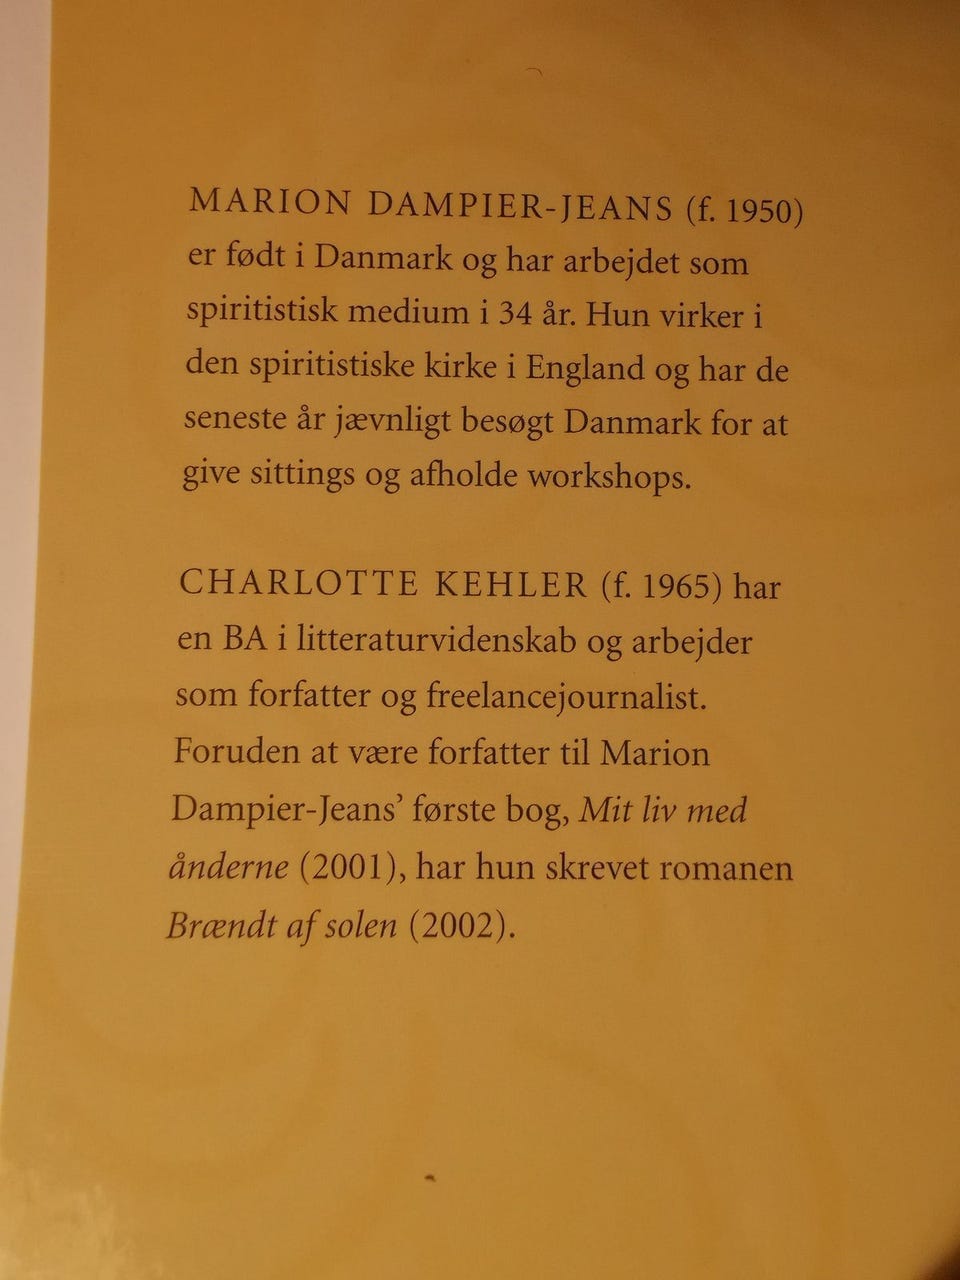 MARION DAMPIER-JEANS (f. 1950)
er født i Danmark og har arbejdet som
spiritistisk medium i 34 år. Hun virker i
den spiritistiske kirke i England og har de
seneste år jævnligt besøgt Danmark for at
give sittings og afholde workshops.
CHARLOTTE KEHLER (f. 1965) har
en BA i litteraturvidenskab og arbejder
som forfatter og freelancejournalist.
Foruden at være forfatter til Marion
Dampier-Jeans’ første bog, Mit liv med
ånderne (2001), har hun skrevet romanen
Brændt af solen (2002).